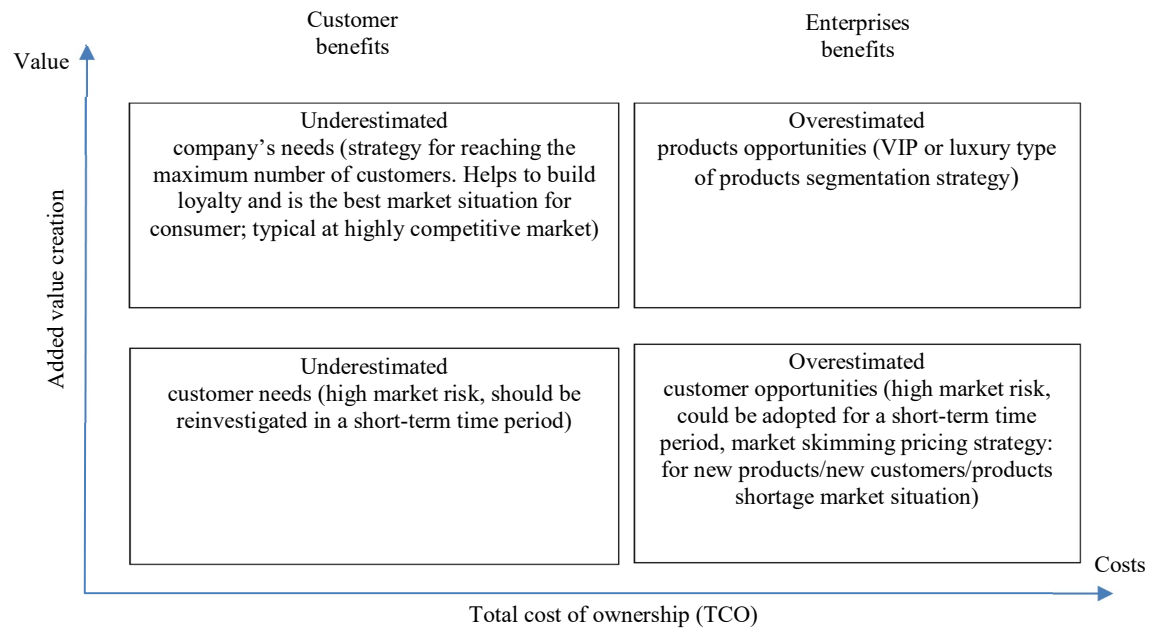 Customer
benefits
Enterprises
benefits
Value
Added value creation
Underestimated
company’s needs (strategy for reaching the
maximum number of customers. Helps to build
loyalty and is the best market situation for
consumer; typical at highly competitive market)
Overestimated
products opportunities (VIP or luxury type
of products segmentation strategy)
Underestimated
customer needs (high market risk, should be
reinvestigated in a short-term time period)
Overestimated
customer opportunities (high market risk,
could be adopted for a short-term time
period, market skimming pricing strategy:
for new products/new customers/products
shortage market situation)
Costs
Total cost of ownership (TCO)